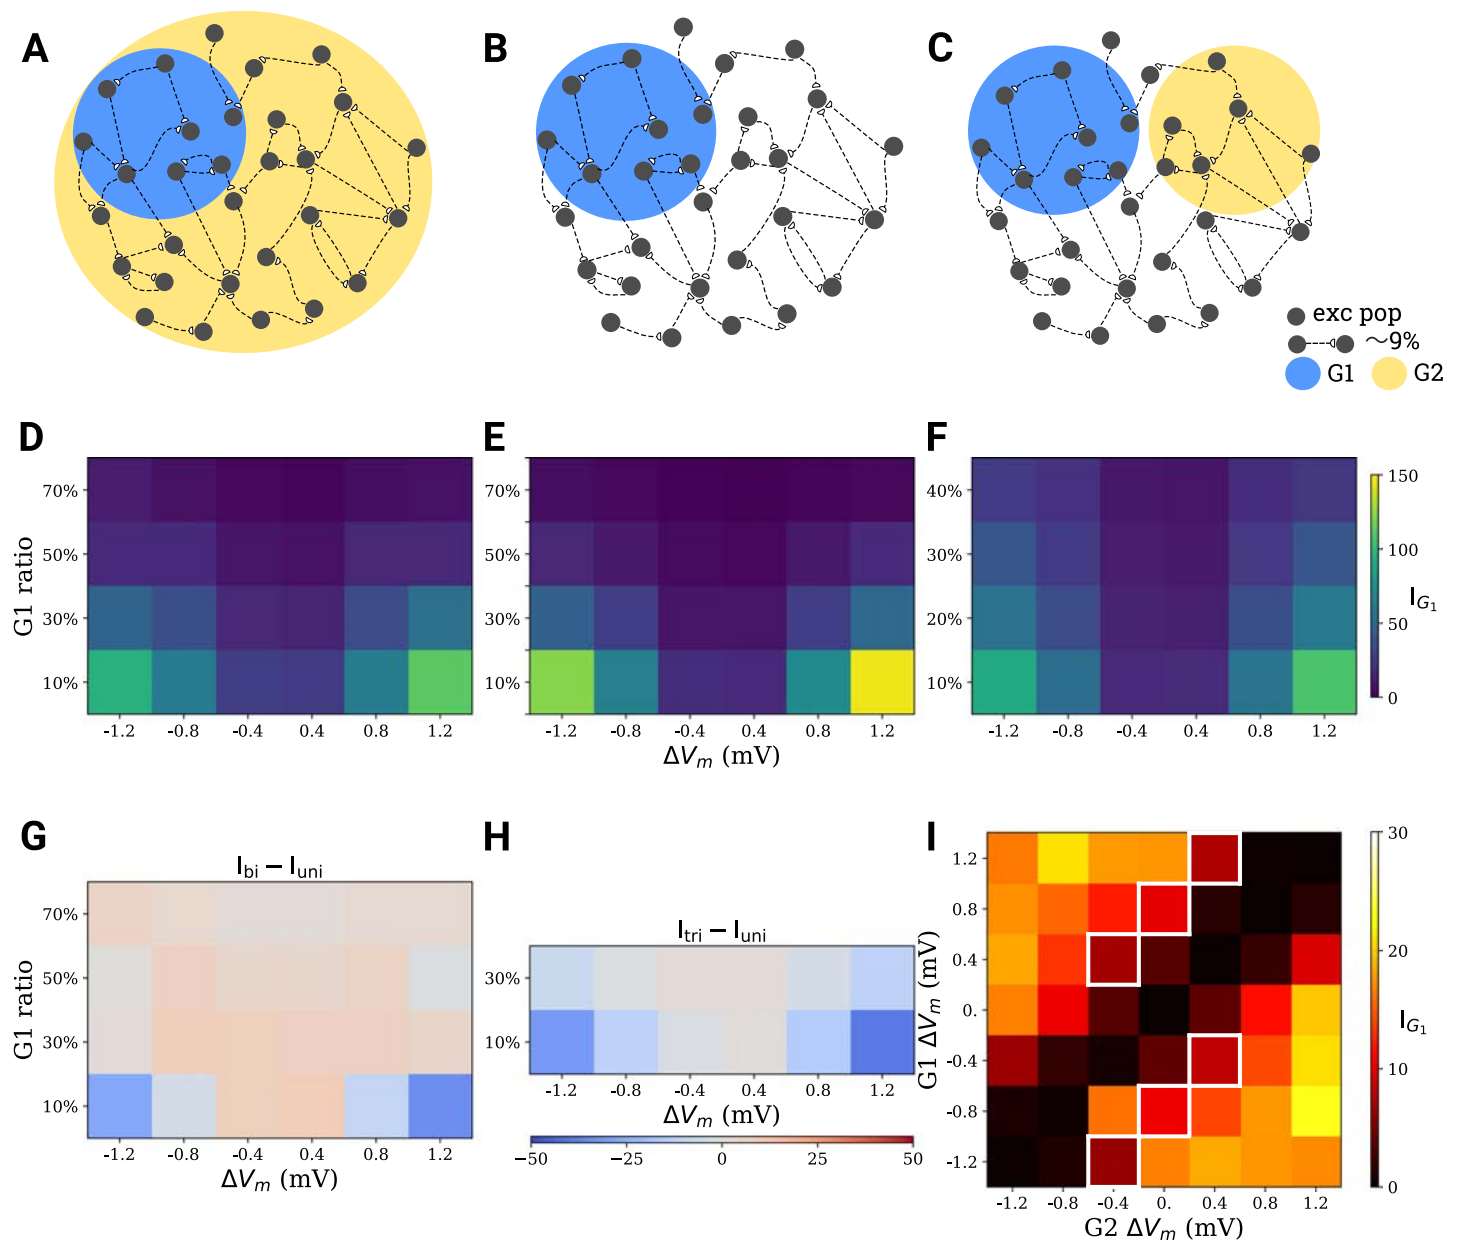 A
B
C
exc pop
~9%
G1
G2
D
E
F
G1 ratio
70%
50%
30%
10%
-1.2 -0.8 -0.4 0.4 0.8 1.2
70%
50%
30%
10%
-1.2 -0.8 -0.4 0.4 0.8 1.2
ΔVm (mV)
40%
30%
20%
10%
-1.2 -0.8 -0.4 0.4 0.8 1.2
150
100
50
0
IG1
G
Ibi − Iuni
G1 ratio
70%
50%
30%
10%
-1.2 -0.8 -0.4 0.4 0.8 1.2
ΔVm (mV)
H
Itri − Iuni
30%
10%
-1.2 -0.8 -0.4 0.4 0.8 1.2
ΔVm (mV)
−50 −25 0 25 50
I
G1 ΔVm (mV)
1.2
0.8
0.4
0.
-0.4
-0.8
-1.2
-1.2 -0.8 -0.4 0. 0.4 0.8 1.2
G2 ΔVm (mV)
30
20
10
0
IG1